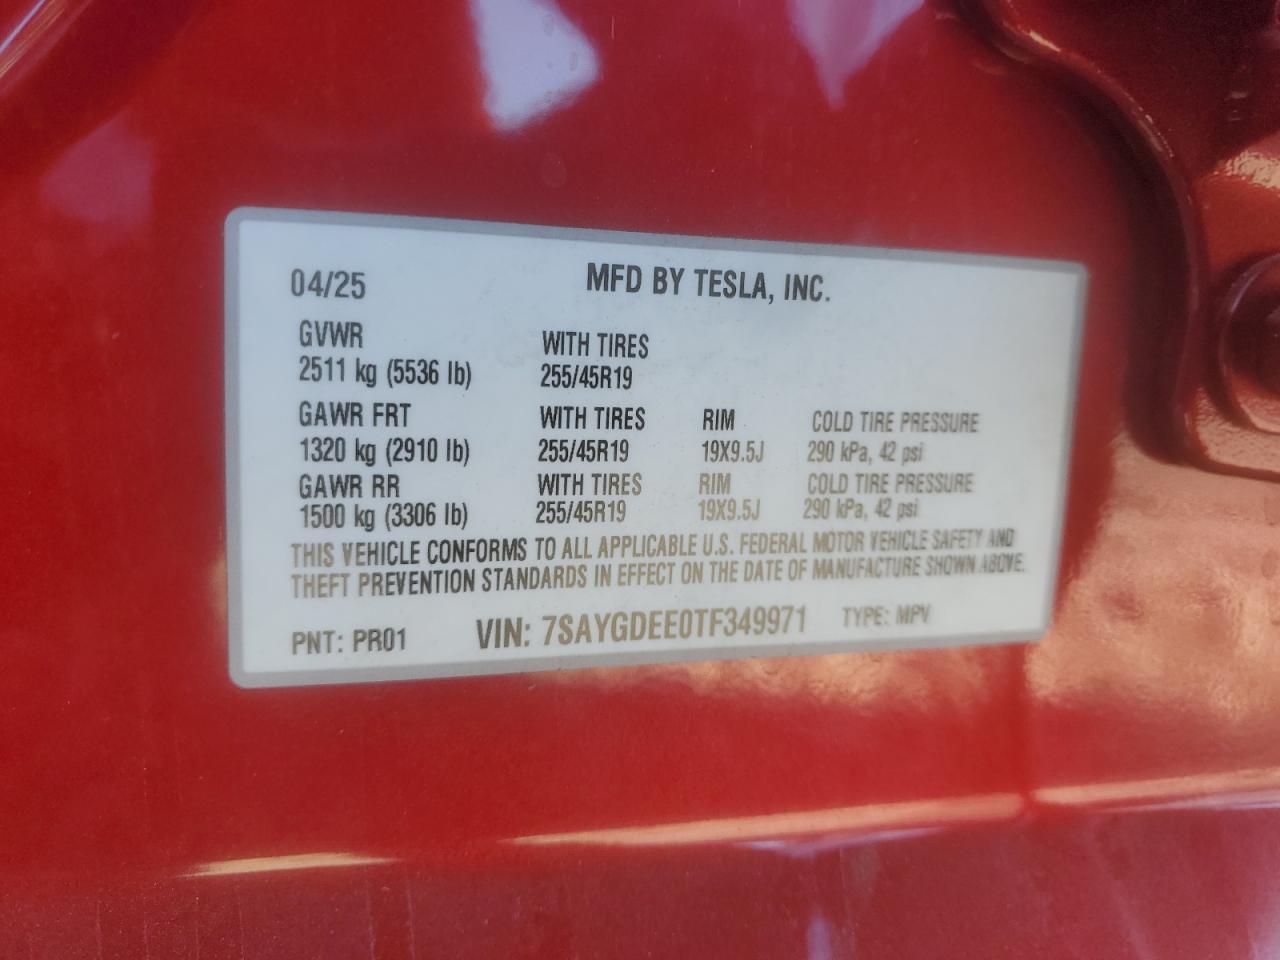 04/25 MFD BY TESLA, INC.
GVWR WITH TIRES
2511 kg (5536 lb) 255/45R19
GAWR FRT WITH TIRES RIM COLD TIRE PRESSURE
1320 kg (2910 lb) 255/45R19 19X9.5J 290 kPa, 42 psi
GAWR RR WITH TIRES RIM COLD TIRE PRESSURE
1500 kg (3306 lb) 255/45R19 19X9.5J 290 kPa, 42 psi
THIS VEHICLE CONFORMS TO ALL APPLICABLE U.S. FEDERAL MOTOR VEHICLE SAFETY AND
THEFT PREVENTION STANDARDS IN EFFECT ON THE DATE OF MANUFACTURE SHOWN ABOVE.
PNT: PR01 VIN: 7SAYGDEE0TF349971 TYPE: MPV